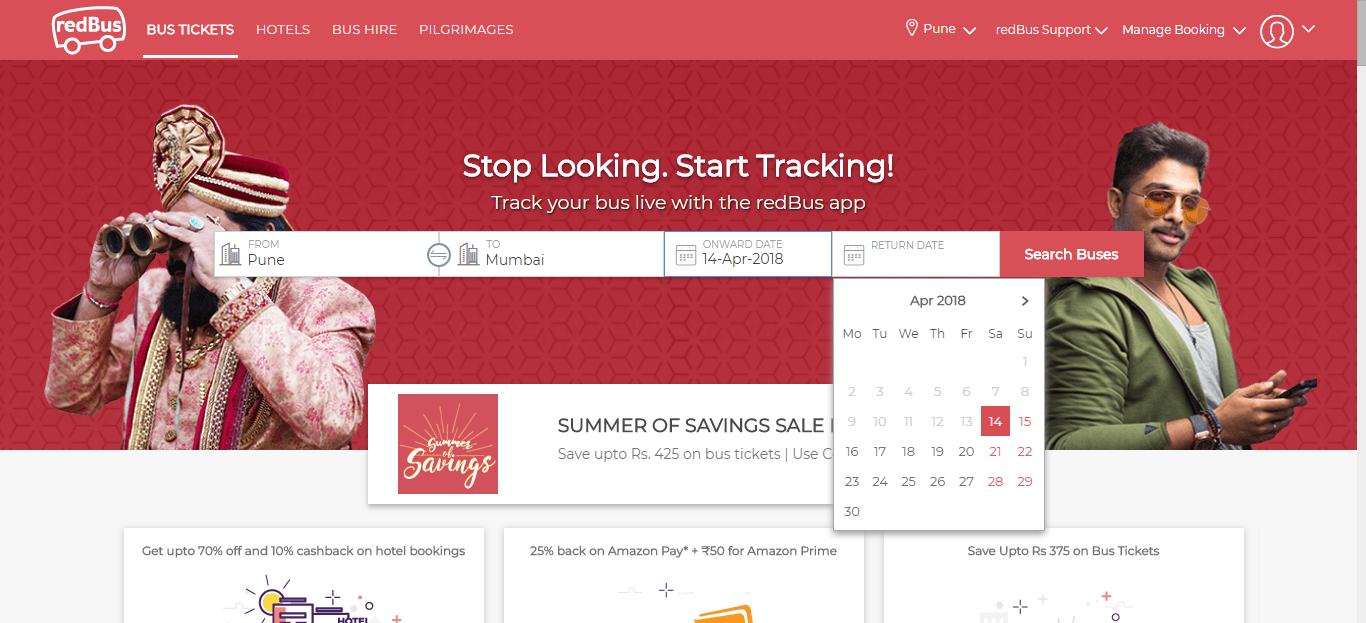 redBus
BUS TICKETS HOTELS BUS HIRE PILGRIMAGES
Pune redBus Support Manage Booking
Stop Looking. Start Tracking!
Track your bus live with the redBus app
FROM
Pune
TO
Mumbai
ONWARD DATE
14-Apr-2018
RETURN DATE
Search Buses
Apr 2018 >
Mo Tu We Th Fr Sa Su
1
2 3 4 5 6 7 8
9 10 11 12 13 14 15
16 17 18 19 20 21 22
23 24 25 26 27 28 29
30
Summer
of
Savings
SUMMER OF SAVINGS SALE
Save upto Rs. 425 on bus tickets | Use
Get upto 70% off and 10% cashback on hotel bookings
25% back on Amazon Pay* + ₹50 for Amazon Prime
Save Upto Rs 375 on Bus Tickets
HOTEL